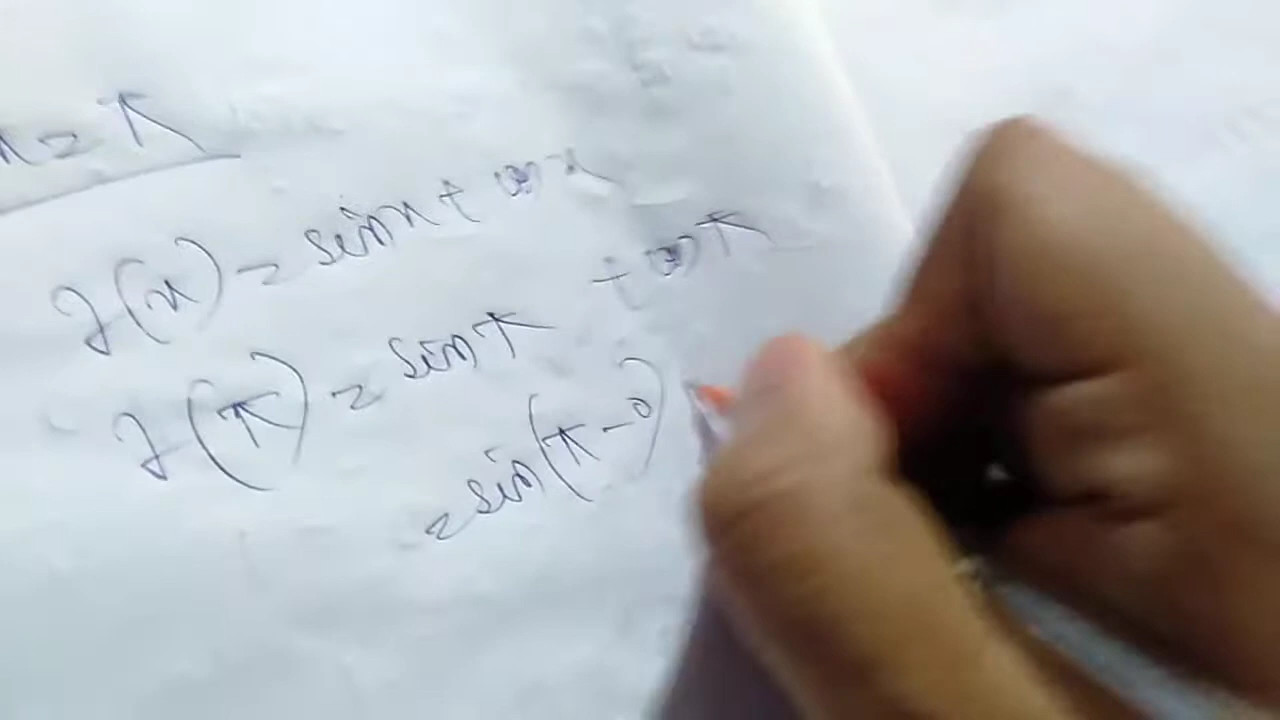 x = π
f(x) = sin x + cos x
f(π) = sin π + cos π
= sin(π - 0)